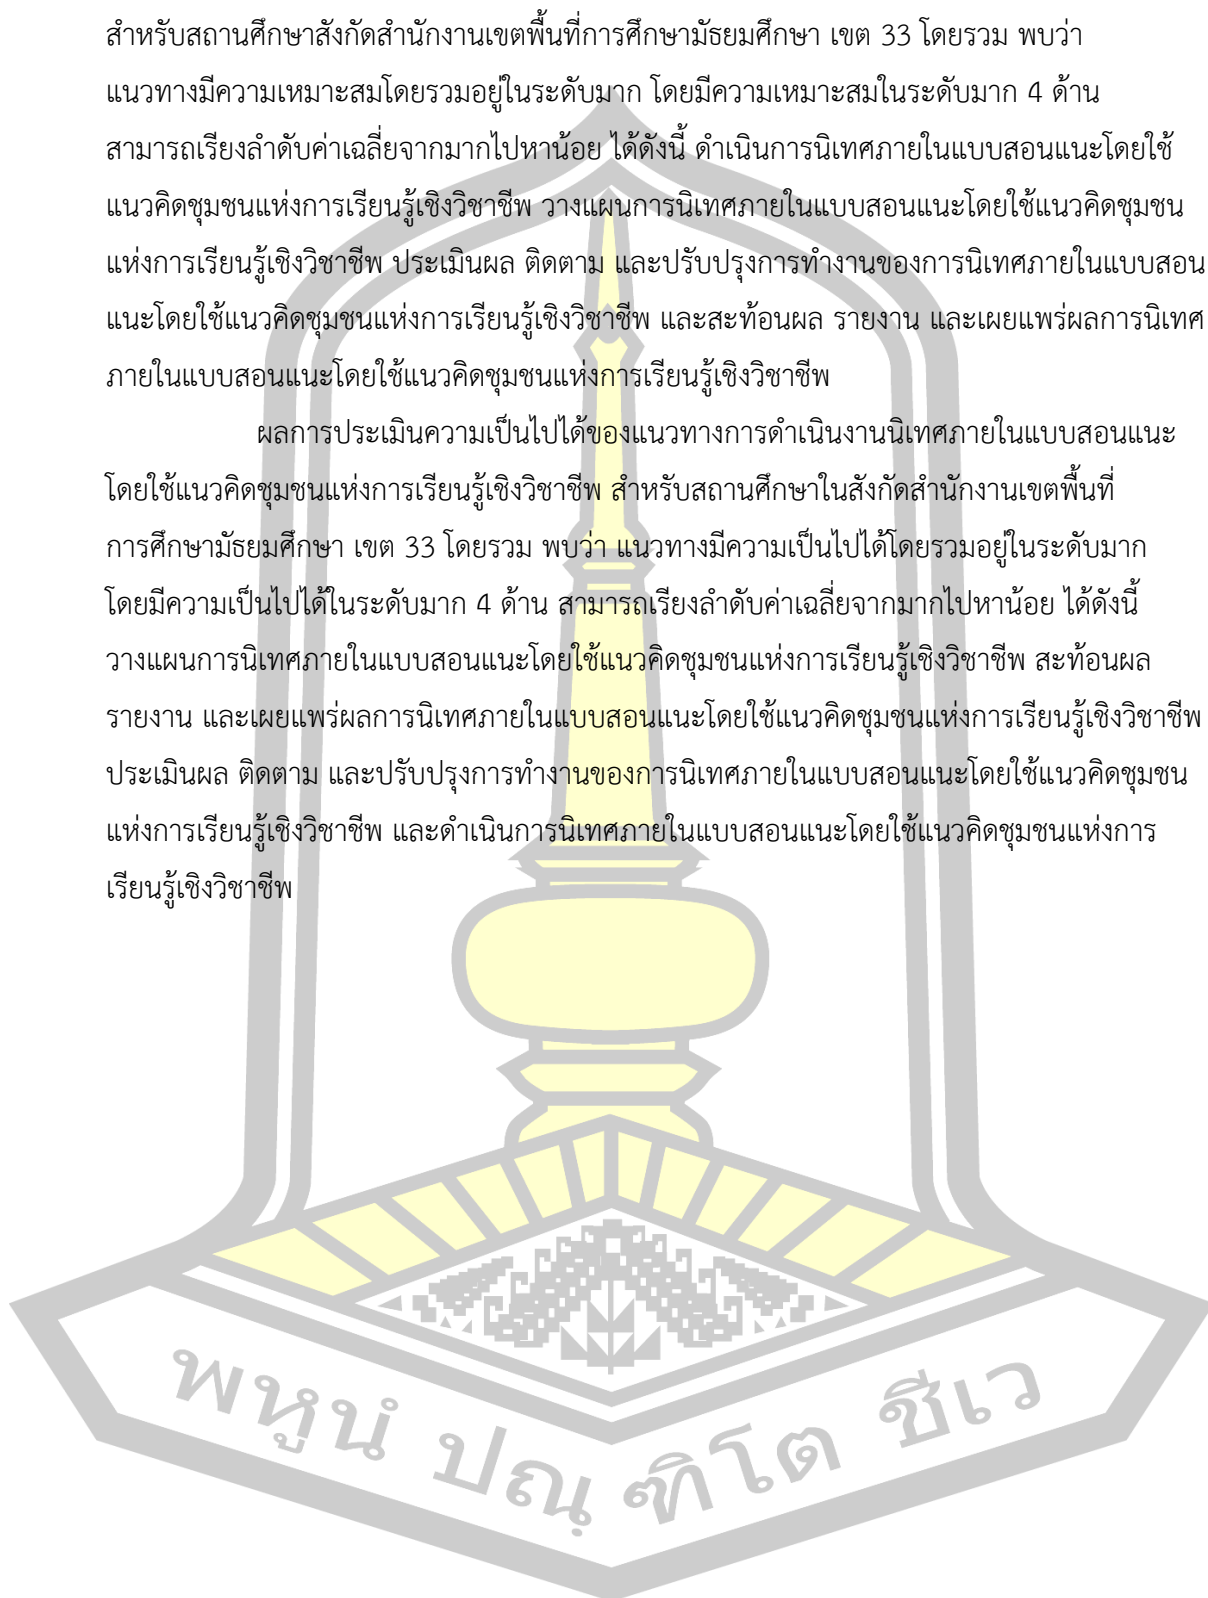 สำหรับสถานศึกษาสังกัดสำนักงานเขตพื้นที่การศึกษามัธยมศึกษา เขต 33 โดยรวม พบว่า
แนวทางมีความเหมาะสมโดยรวมอยู่ในระดับมาก โดยมีความเหมาะสมในระดับมาก 4 ด้าน
สามารถเรียงลำดับค่าเฉลี่ยจากมากไปหาน้อย ได้ดังนี้ ดำเนินการนิเทศภายในแบบสอนแนะโดยใช้
แนวคิดชุมชนแห่งการเรียนรู้เชิงวิชาชีพ วางแผนการนิเทศภายในแบบสอนแนะโดยใช้แนวคิดชุมชน
แห่งการเรียนรู้เชิงวิชาชีพ ประเมินผล ติดตาม และปรับปรุงการทำงานของการนิเทศภายในแบบสอน
แนะโดยใช้แนวคิดชุมชนแห่งการเรียนรู้เชิงวิชาชีพ และสะท้อนผล รายงาน และเผยแพร่ผลการนิเทศ
ภายในแบบสอนแนะโดยใช้แนวคิดชุมชนแห่งการเรียนรู้เชิงวิชาชีพ
ผลการประเมินความเป็นไปได้ของแนวทางการดำเนินงานนิเทศภายในแบบสอนแนะ
โดยใช้แนวคิดชุมชนแห่งการเรียนรู้เชิงวิชาชีพ สำหรับสถานศึกษาในสังกัดสำนักงานเขตพื้นที่
การศึกษามัธยมศึกษา เขต 33 โดยรวม พบว่า แนวทางมีความเป็นไปได้โดยรวมอยู่ในระดับมาก
โดยมีความเป็นไปได้ในระดับมาก 4 ด้าน สามารถเรียงลำดับค่าเฉลี่ยจากมากไปหาน้อย ได้ดังนี้
วางแผนการนิเทศภายในแบบสอนแนะโดยใช้แนวคิดชุมชนแห่งการเรียนรู้เชิงวิชาชีพ สะท้อนผล
รายงาน และเผยแพร่ผลการนิเทศภายในแบบสอนแนะโดยใช้แนวคิดชุมชนแห่งการเรียนรู้เชิงวิชาชีพ
ประเมินผล ติดตาม และปรับปรุงการทำงานของการนิเทศภายในแบบสอนแนะโดยใช้แนวคิดชุมชน
แห่งการเรียนรู้เชิงวิชาชีพ และดำเนินการนิเทศภายในแบบสอนแนะโดยใช้แนวคิดชุมชนแห่งการ
เรียนรู้เชิงวิชาชีพ
พหูนํ ปณฺฑิโต ชีเว